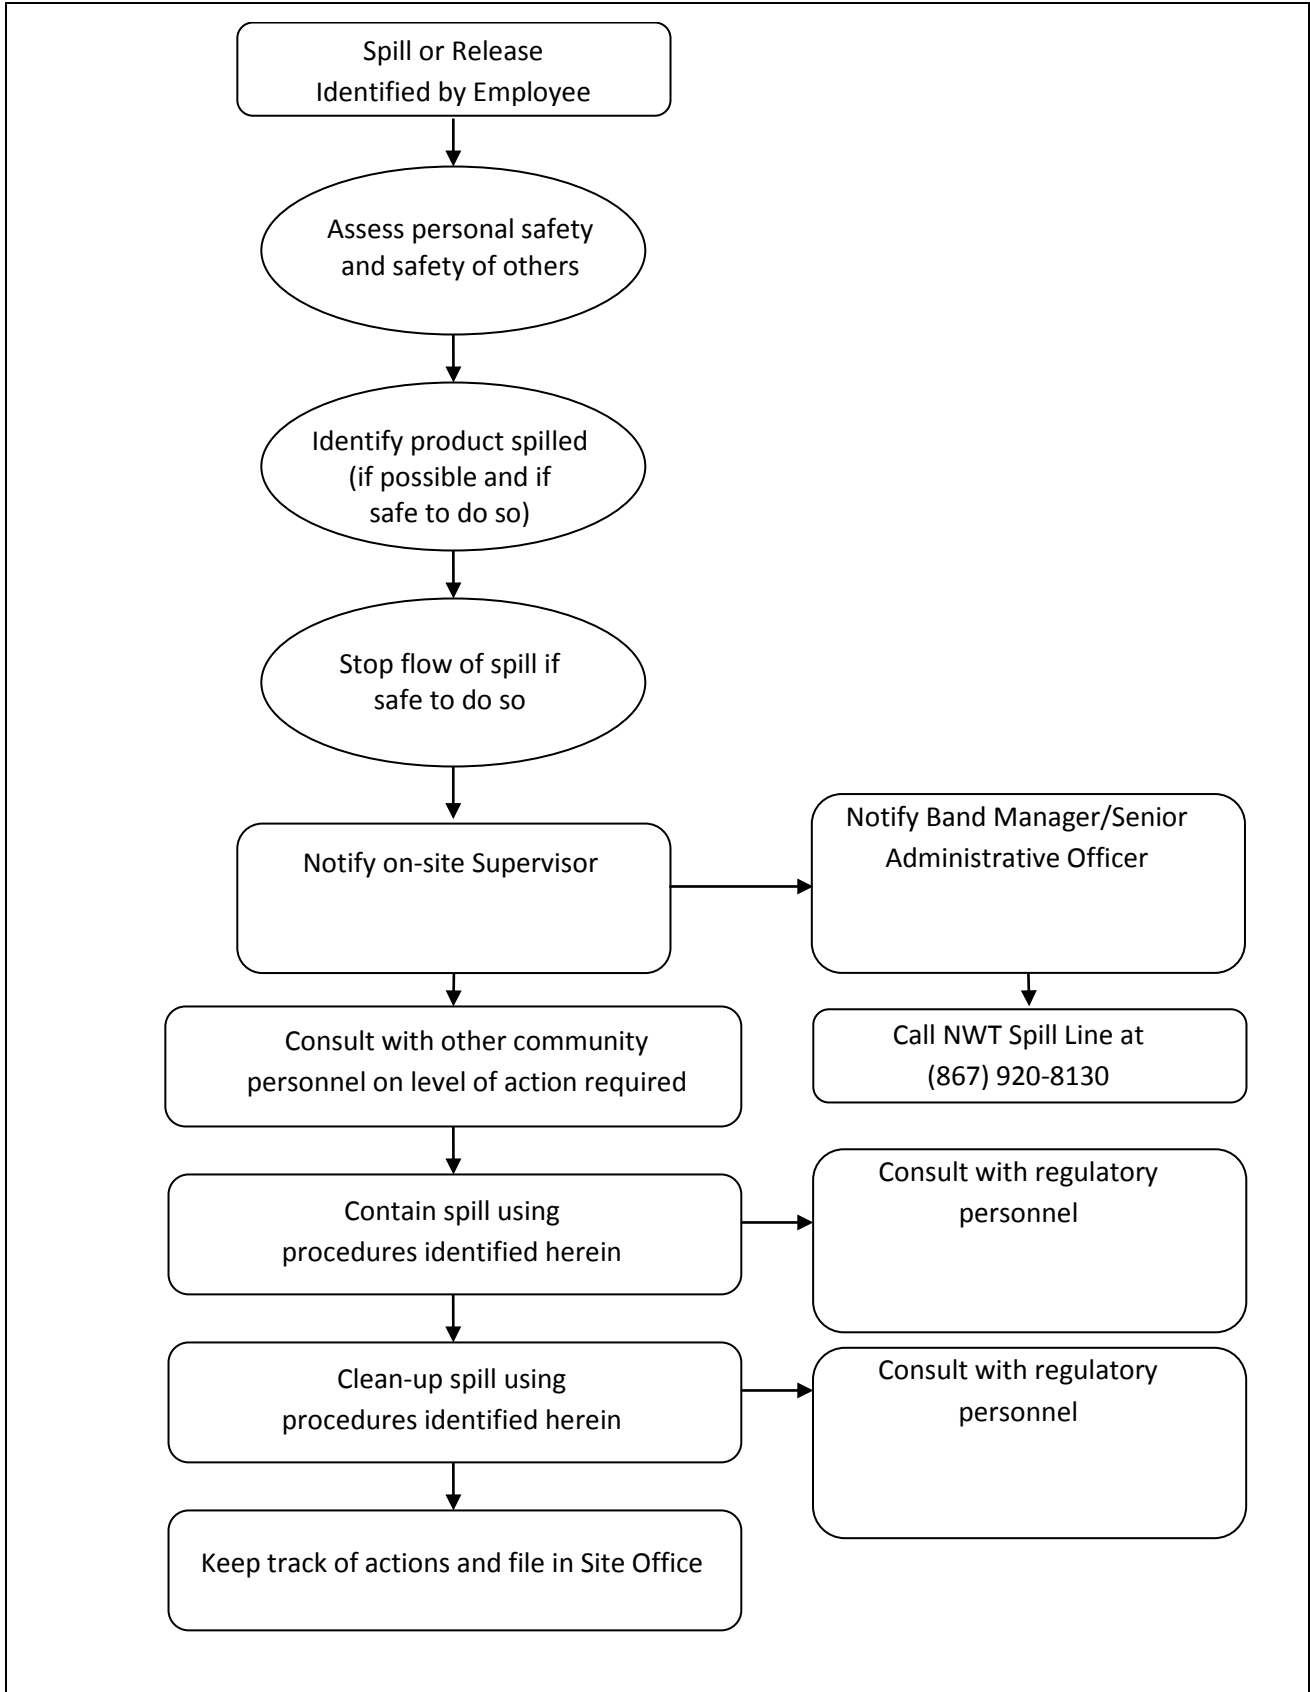 Spill or Release
Identified by Employee
Assess personal safety
and safety of others
Identify product spilled
(if possible and if
safe to do so)
Stop flow of spill if
safe to do so
Notify on-site Supervisor
Notify Band Manager/Senior
Administrative Officer
Call NWT Spill Line at
(867) 920-8130
Consult with other community
personnel on level of action required
Contain spill using
procedures identified herein
Consult with regulatory
personnel
Clean-up spill using
procedures identified herein
Consult with regulatory
personnel
Keep track of actions and file in Site Office